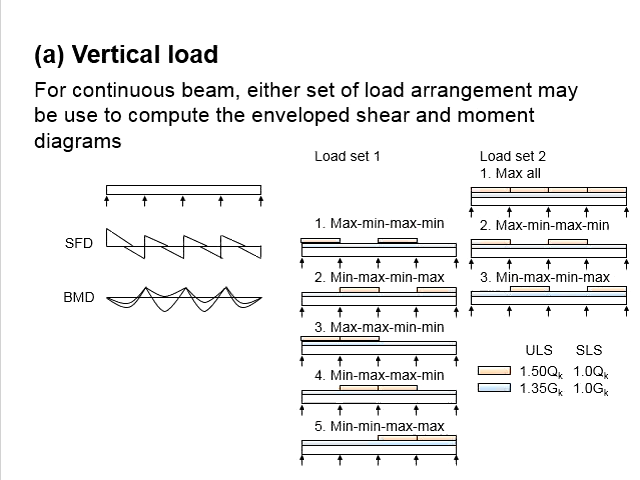 (a) Vertical load
For continuous beam, either set of load arrangement may
be use to compute the enveloped shear and moment
diagrams
Load set 1
Load set 2
1. Max all
SFD
BMD
1. Max-min-max-min
2. Min-max-min-max
3. Max-max-min-min
4. Min-max-max-min
5. Min-min-max-max
2. Max-min-max-min
3. Min-max-min-max
ULS SLS
1.50Qk 1.0Qk
1.35Gk 1.0Gk